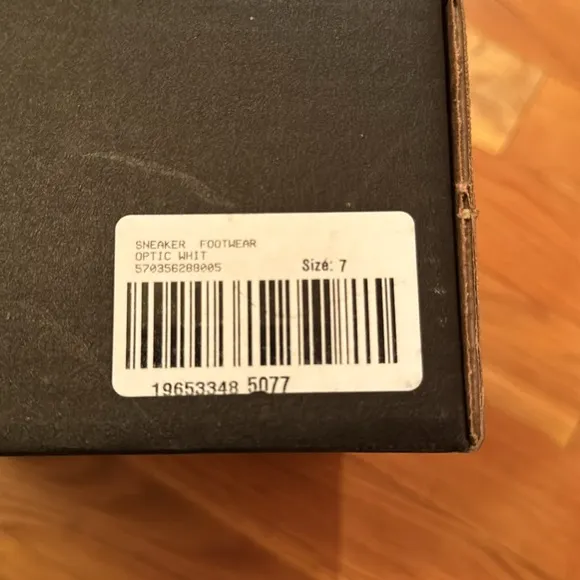 SNEAKER FOOTWEAR
OPTIC WHIT
570356289005 Size: 7
19653348 5077